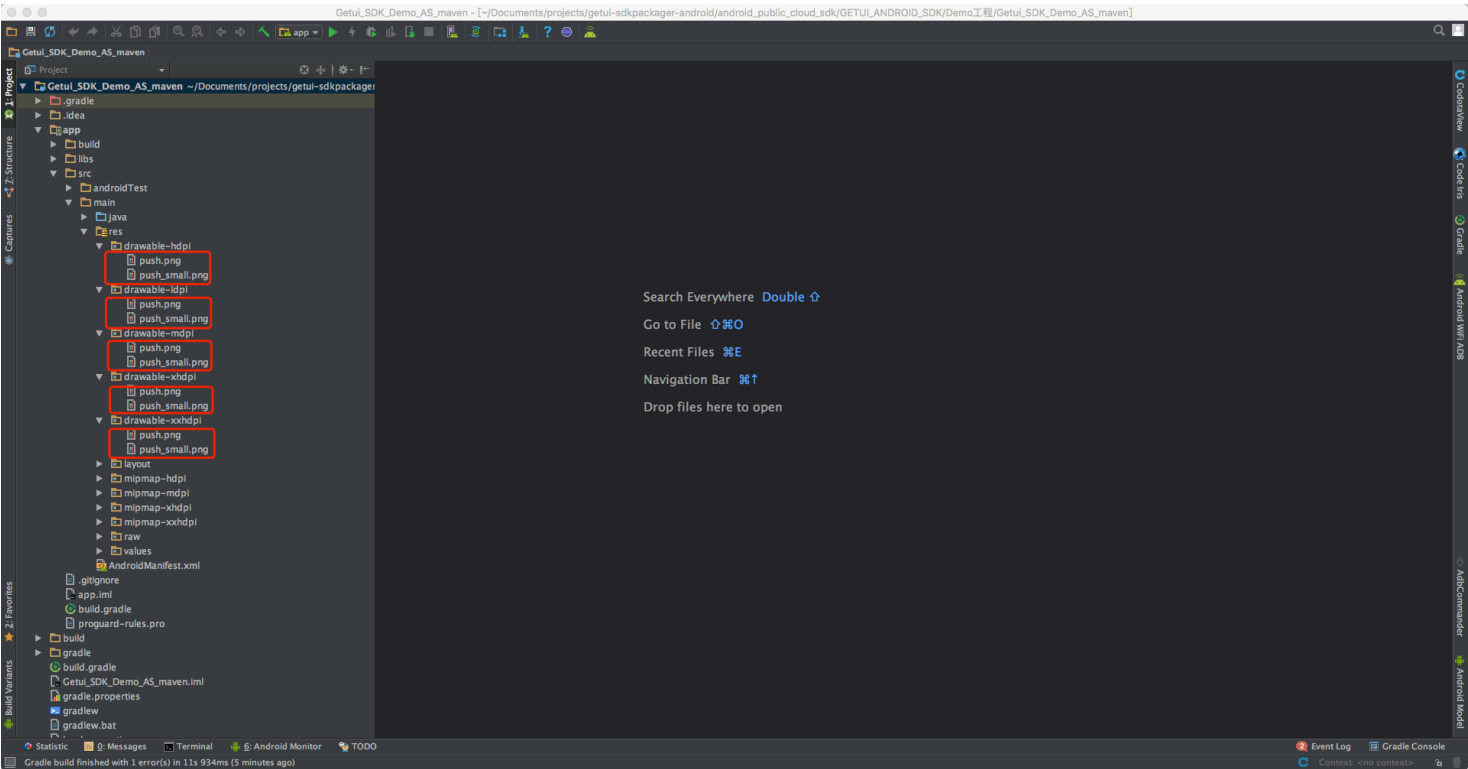 Getui_SDK_Demo_AS_maven - [~/Documents/projects/getui-sdkpackager-android/android_public_cloud_sdk/GETUI_ANDROID_SDK/Demo工程/Getui_SDK_Demo_AS_maven]
app
Getui_SDK_Demo_AS_maven
Project
Getui_SDK_Demo_AS_maven ~/Documents/projects/getui-sdkpackager
.gradle
.idea
app
build
libs
src
androidTest
main
java
res
drawable-hdpi
push.png
push_small.png
drawable-ldpi
push.png
push_small.png
drawable-mdpi
push.png
push_small.png
drawable-xhdpi
push.png
push_small.png
drawable-xxhdpi
push.png
push_small.png
layout
mipmap-hdpi
mipmap-mdpi
mipmap-xhdpi
mipmap-xxhdpi
raw
values
AndroidManifest.xml
.gitignore
app.iml
build.gradle
proguard-rules.pro
build
gradle
build.gradle
Getui_SDK_Demo_AS_maven.iml
gradle.properties
gradlew
gradlew.bat
1: Project
Z: Structure
Captures
2: Favorites
Build Variants
Search Everywhere Double ⇧
Go to File ⇧⌘O
Recent Files ⌘E
Navigation Bar ⌘↑
Drop files here to open
CodotaView
Code Iris
Gradle
Android WiFi ADB
AdbCommander
Android Model
Statistic
0: Messages
Terminal
6: Android Monitor
TODO
2 Event Log
Gradle Console
Gradle build finished with 1 error(s) in 11s 934ms (5 minutes ago)
Context: <no context>